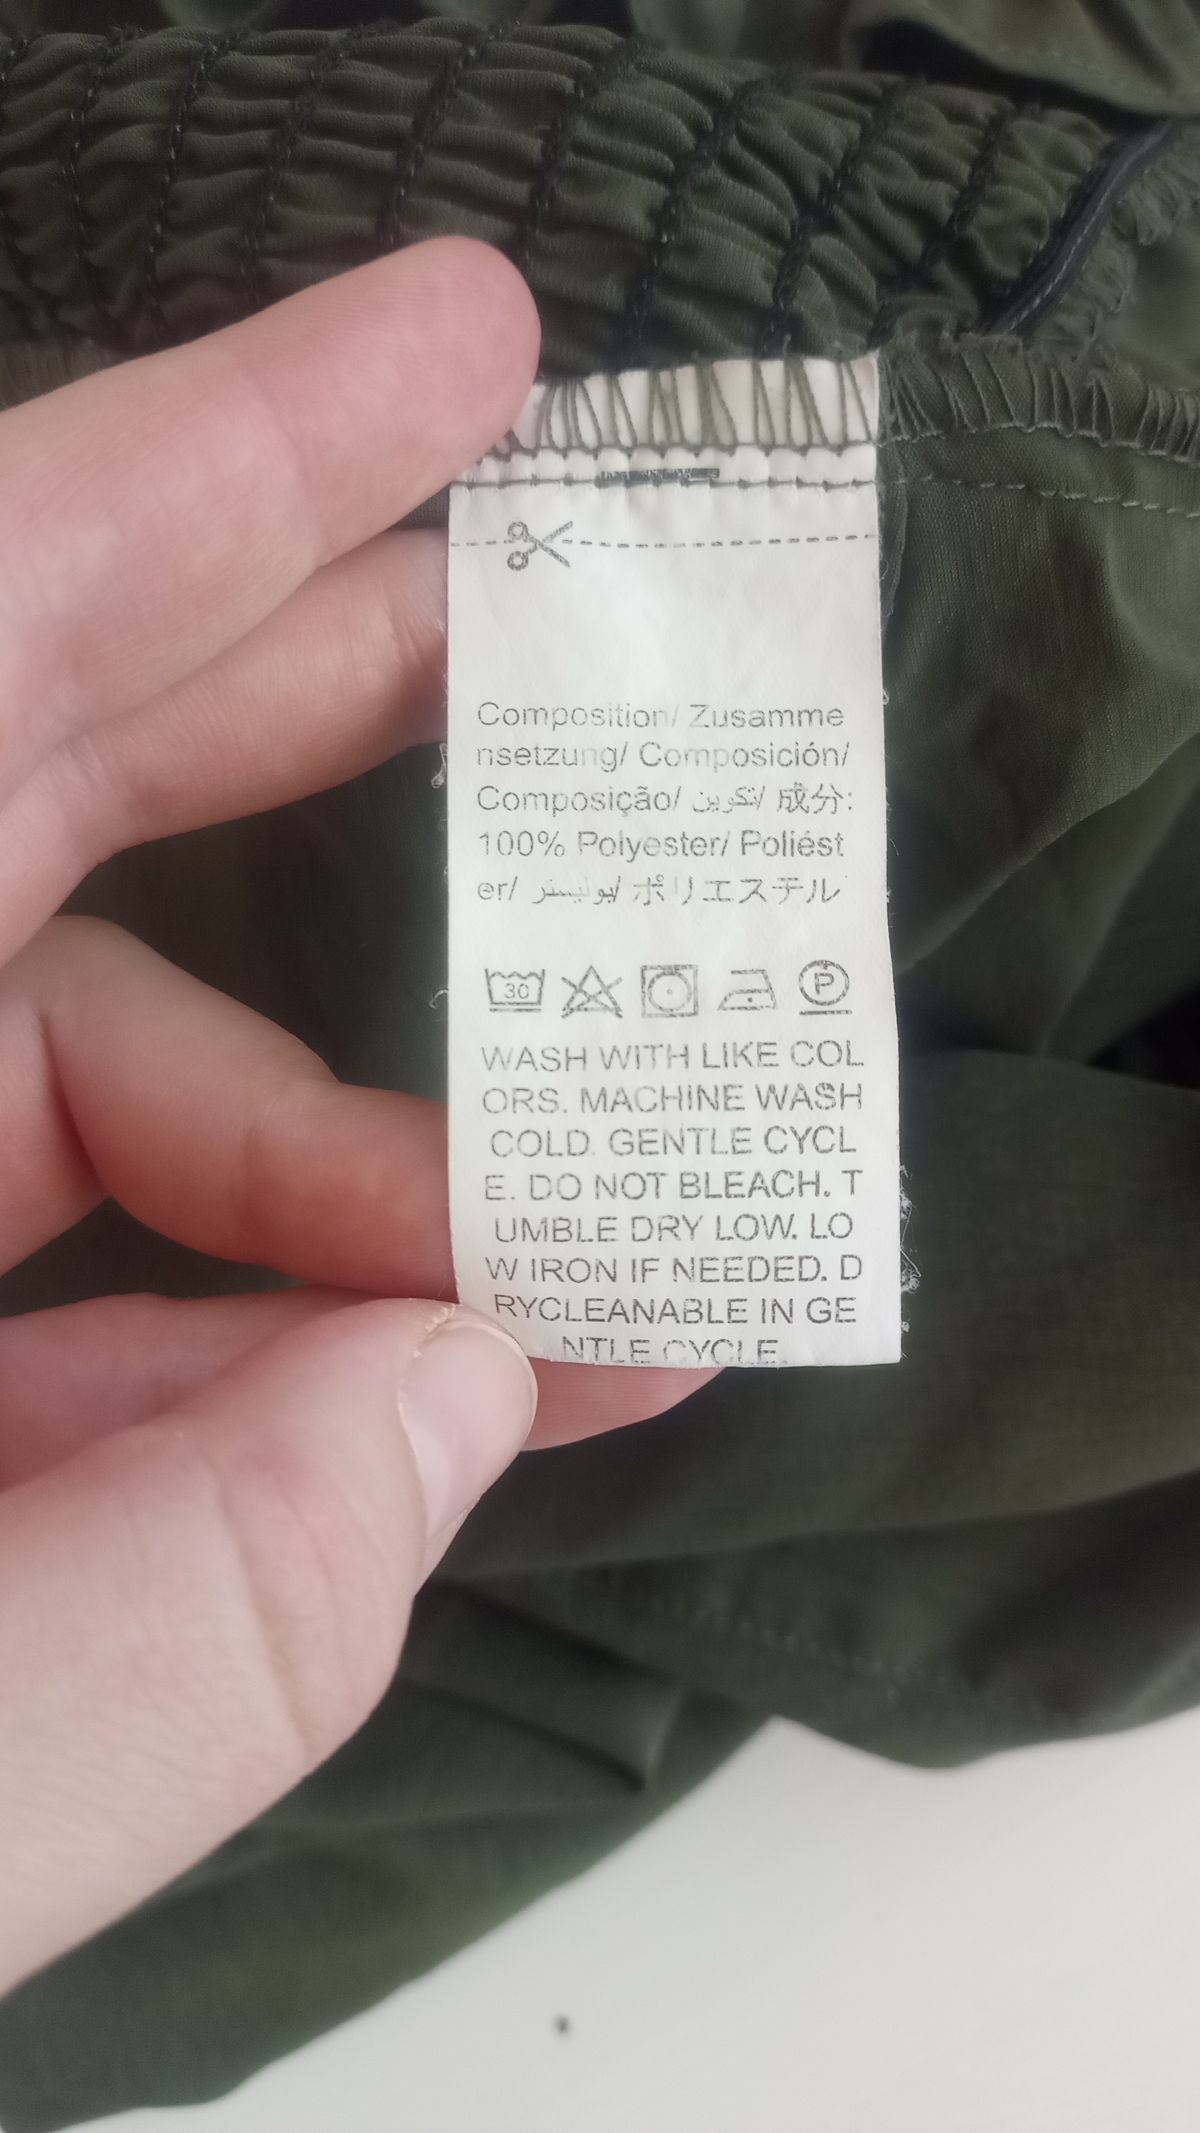 Composition/ Zusamme
nsetzung/ Composición/
Composição/ تكوين/ 成分:
100% Polyester/ Poliést
er/ بوليستر/ ポリエステル
30
P
WASH WITH LIKE COL
ORS. MACHINE WASH
COLD. GENTLE CYCL
E. DO NOT BLEACH. T
UMBLE DRY LOW. LO
W IRON IF NEEDED. D
RYCLEANABLE IN GE
NTLE CYCLE.